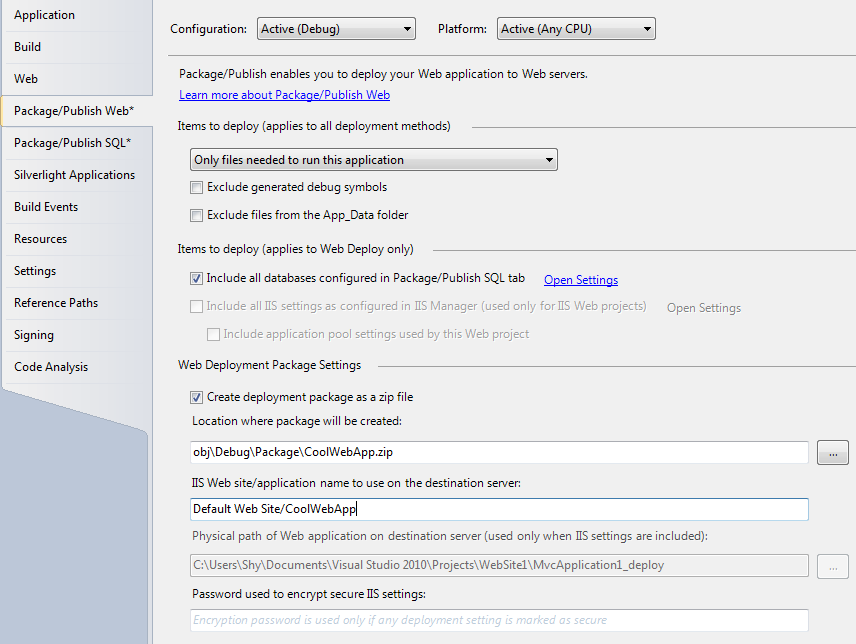 Application
Build
Web
Package/Publish Web*
Package/Publish SQL*
Silverlight Applications
Build Events
Resources
Settings
Reference Paths
Signing
Code Analysis
Configuration: Active (Debug) Platform: Active (Any CPU)
Package/Publish enables you to deploy your Web application to Web servers.
Learn more about Package/Publish Web
Items to deploy (applies to all deployment methods)
Only files needed to run this application
Exclude generated debug symbols
Exclude files from the App_Data folder
Items to deploy (applies to Web Deploy only)
Include all databases configured in Package/Publish SQL tab Open Settings
Include all IIS settings as configured in IIS Manager (used only for IIS Web projects) Open Settings
Include application pool settings used by this Web project
Web Deployment Package Settings
Create deployment package as a zip file
Location where package will be created:
obj\Debug\Package\CoolWebApp.zip ...
IIS Web site/application name to use on the destination server:
Default Web Site/CoolWebApp
Physical path of Web application on destination server (used only when IIS settings are included):
C:\Users\Shy\Documents\Visual Studio 2010\Projects\WebSite1\MvcApplication1_deploy ...
Password used to encrypt secure IIS settings:
Encryption password is used only if any deployment setting is marked as secure